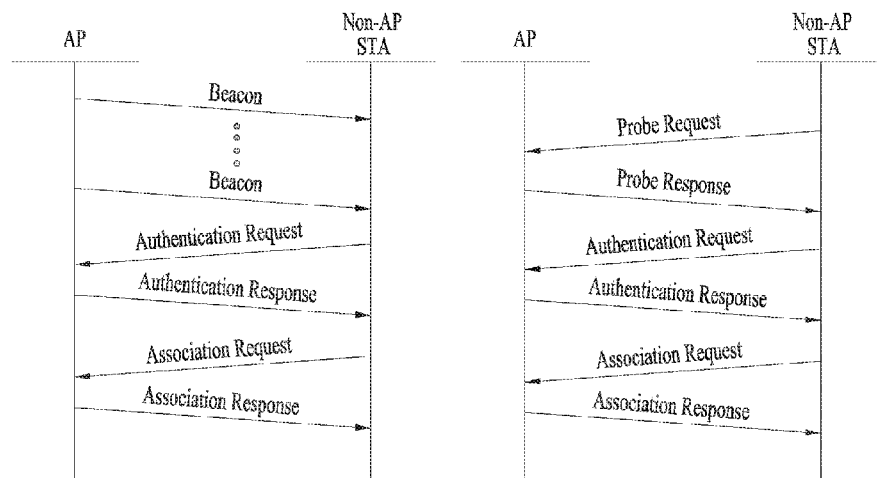 AP
Non-AP
STA
Beacon
Beacon
Authentication Request
Authentication Response
Association Request
Association Response
AP
Non-AP
STA
Probe Request
Probe Response
Authentication Request
Authentication Response
Association Request
Association Response